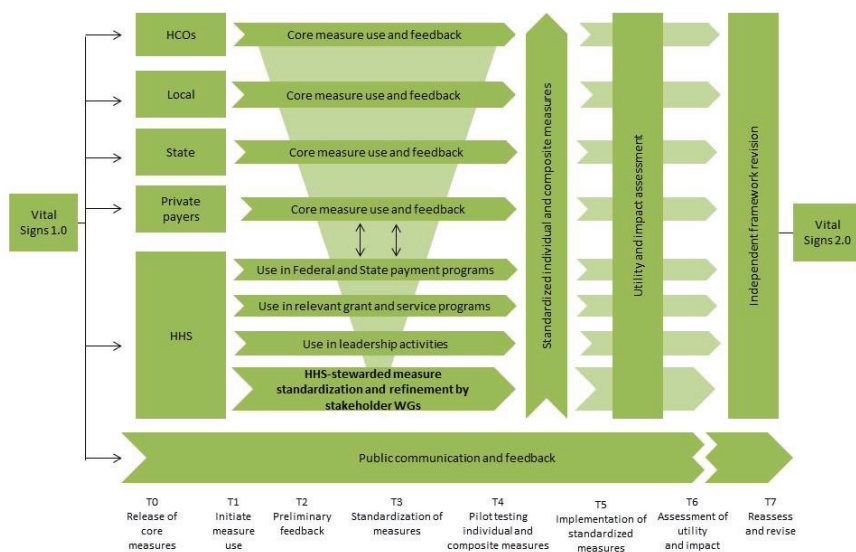 HCOs
Core measure use and feedback
Local
Core measure use and feedback
State
Core measure use and feedback
Private
payers
Core measure use and feedback
Vital
Signs 1.0
HHS
Use in Federal and State payment programs
Use in relevant grant and service programs
Use in leadership activities
HHS-stewarded measure
standardization and refinement by
stakeholder WGs
Standardized individual and composite measures
Utility and impact assessment
Independent framework revision
Vital
Signs 2.0
Public communication and feedback
T0
Release of
core
measures
T1
Initiate
measure
use
T2
Preliminary
feedback
T3
Standardization
of measures
T4
Pilot testing
individual and
composite measures
T5
Implementation of
standardized
measures
T6
Assessment of
utility
and impact
T7
Reassess
and revise